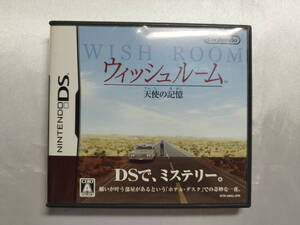 WISH ROOM
ウィッシュルーム
天使の記憶
NINTENDO DS
DSで、ミステリー。
願いが叶う部屋があるという「ホテル・ダスク」での奇妙な一夜。
CERO